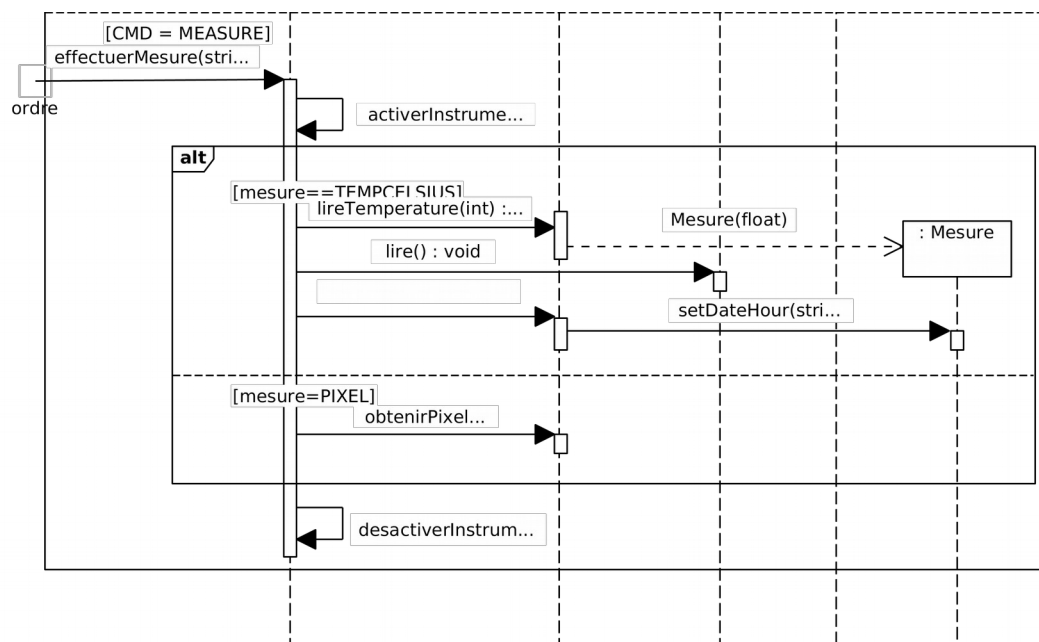 [CMD = MEASURE]
effectuerMesure(stri...
ordre
activerInstrume...
alt
[mesure==TEMPCELSIUS]
lireTemperature(int) :...
Mesure(float)
: Mesure
lire() : void
setDateHour(stri...
[mesure=PIXEL]
obtenirPixel...
desactiverInstrum...